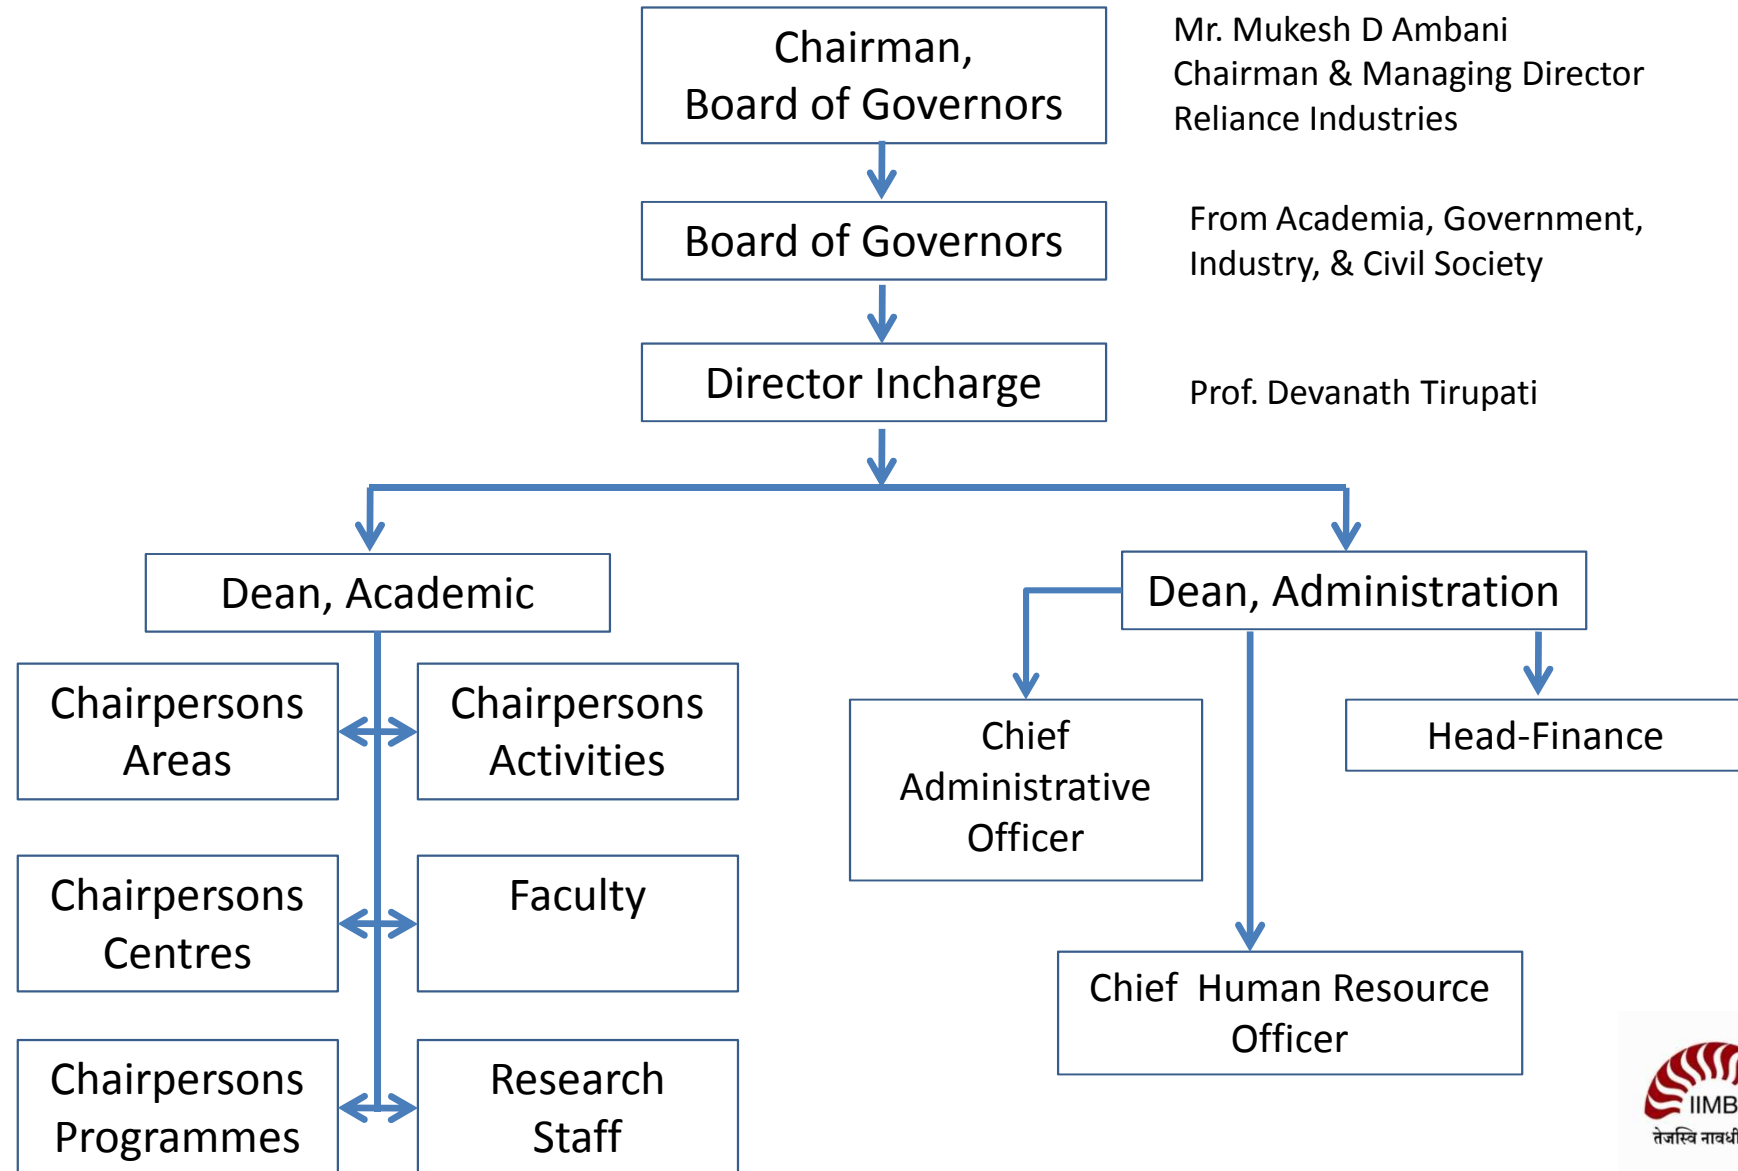 Chairman,
Board of Governors
Mr. Mukesh D Ambani
Chairman & Managing Director
Reliance Industries
Board of Governors
From Academia, Government,
Industry, & Civil Society
Director Incharge
Prof. Devanath Tirupati
Dean, Academic
Dean, Administration
Chairpersons
Areas
Chairpersons
Activities
Chief
Administrative
Officer
Head-Finance
Chairpersons
Centres
Faculty
Chief  Human Resource
Officer
Chairpersons
Programmes
Research
Staff
IIMB
तेजस्वि नावधी